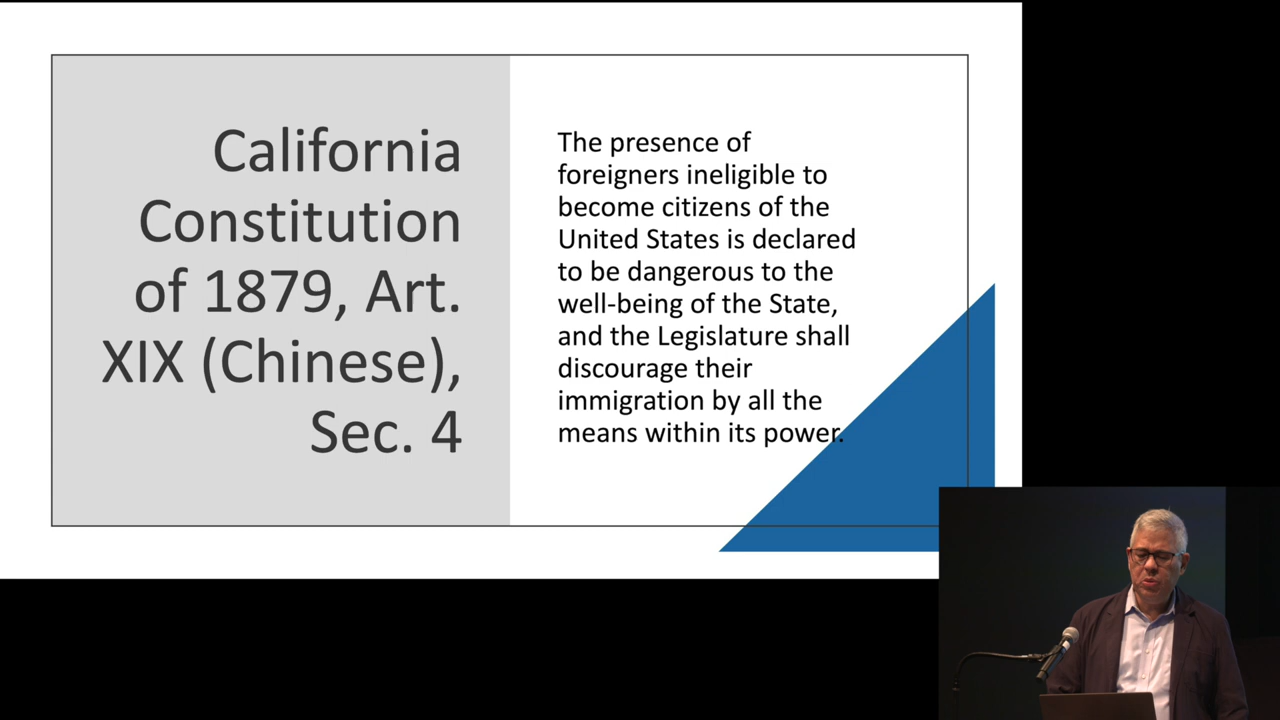 California
Constitution
of 1879, Art.
XIX (Chinese),
Sec. 4
The presence of
foreigners ineligible to
become citizens of the
United States is declared
to be dangerous to the
well-being of the State,
and the Legislature shall
discourage their
immigration by all the
means within its power.